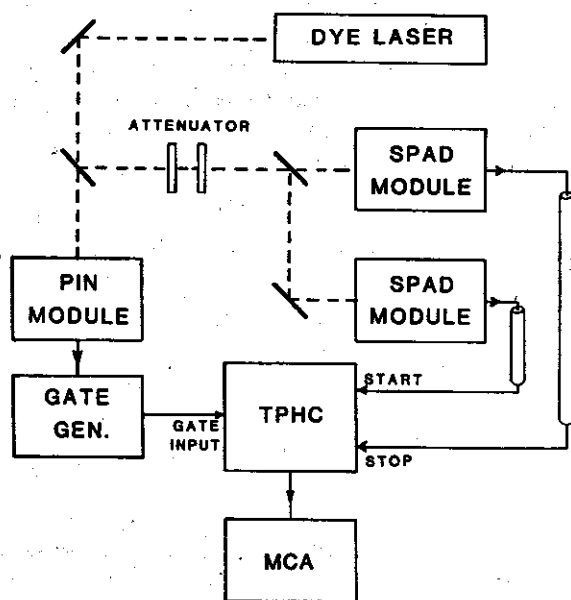 DYE LASER
ATTENUATOR
SPAD
MODULE
PIN
MODULE
SPAD
MODULE
GATE
GEN.
GATE
INPUT
TPHC
START
STOP
MCA